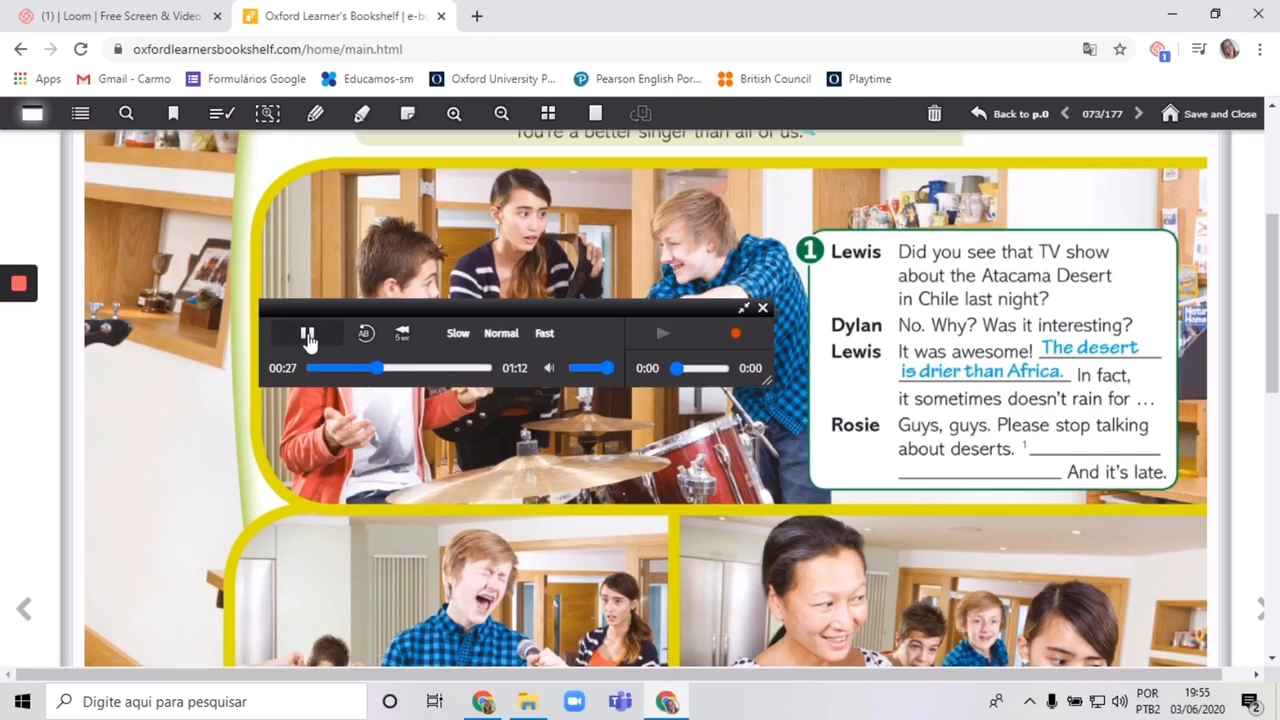 (1) | Loom | Free Screen & Video
Oxford Learner's Bookshelf | e-bo
oxfordlearnersbookshelf.com/home/main.html
1
Apps
Gmail - Carmo
Formulários Google
Educamos-sm
Oxford University P...
Pearson English Por...
British Council
Playtime
Back to p.0
073/177
Save and Close
You're a better singer than all of us.
1
Lewis Did you see that TV show
about the Atacama Desert
in Chile last night?
Dylan No. Why? Was it interesting?
Lewis It was awesome! The desert
is drier than Africa. In fact,
it sometimes doesn't rain for ...
Rosie Guys, guys. Please stop talking
about deserts. 1
And it's late.
AB
5 sec
Slow
Normal
Fast
00:27
01:12
0:00
0:00
Digite aqui para pesquisar
POR
PTB2
19:55
03/06/2020
2